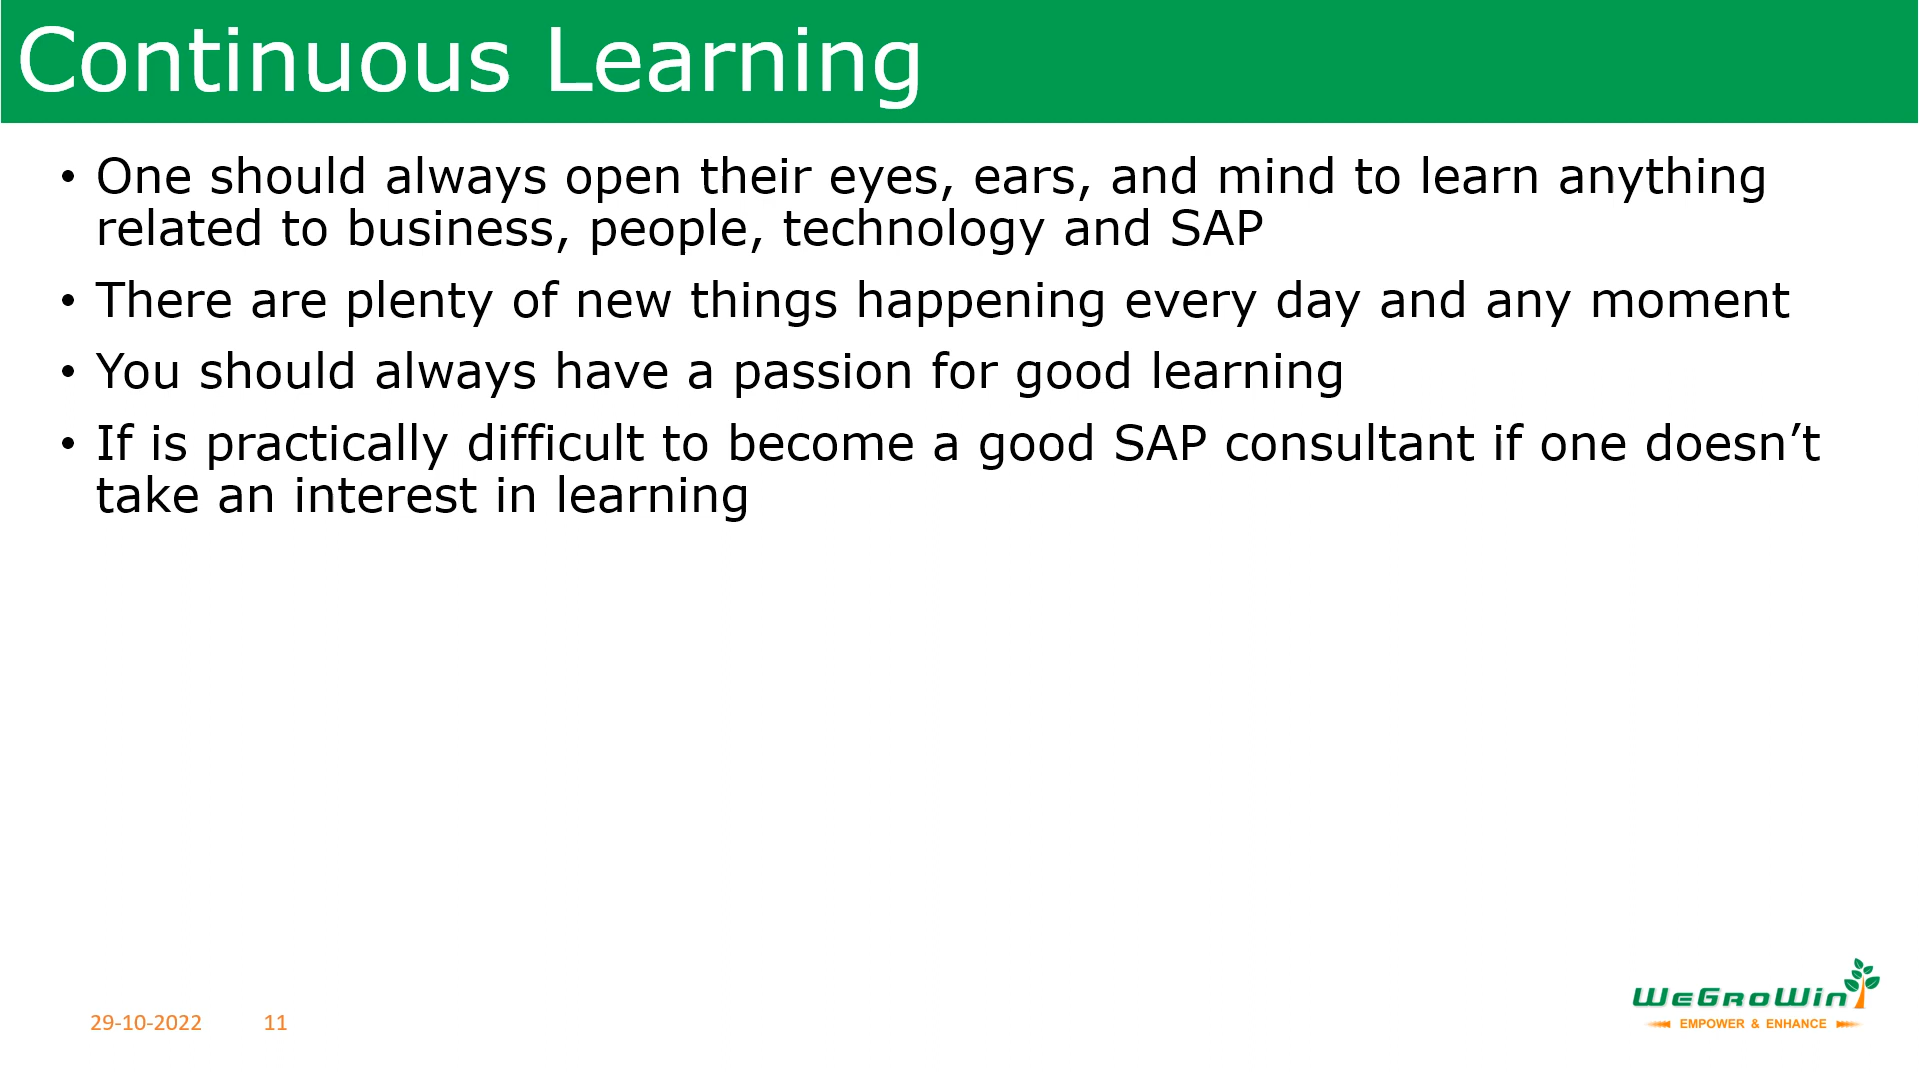 Continuous Learning
• One should always open their eyes, ears, and mind to learn anything
related to business, people, technology and SAP
• There are plenty of new things happening every day and any moment
• You should always have a passion for good learning
• If is practically difficult to become a good SAP consultant if one doesn’t
take an interest in learning
29-10-2022 11
WeGroWin
EMPOWER & ENHANCE